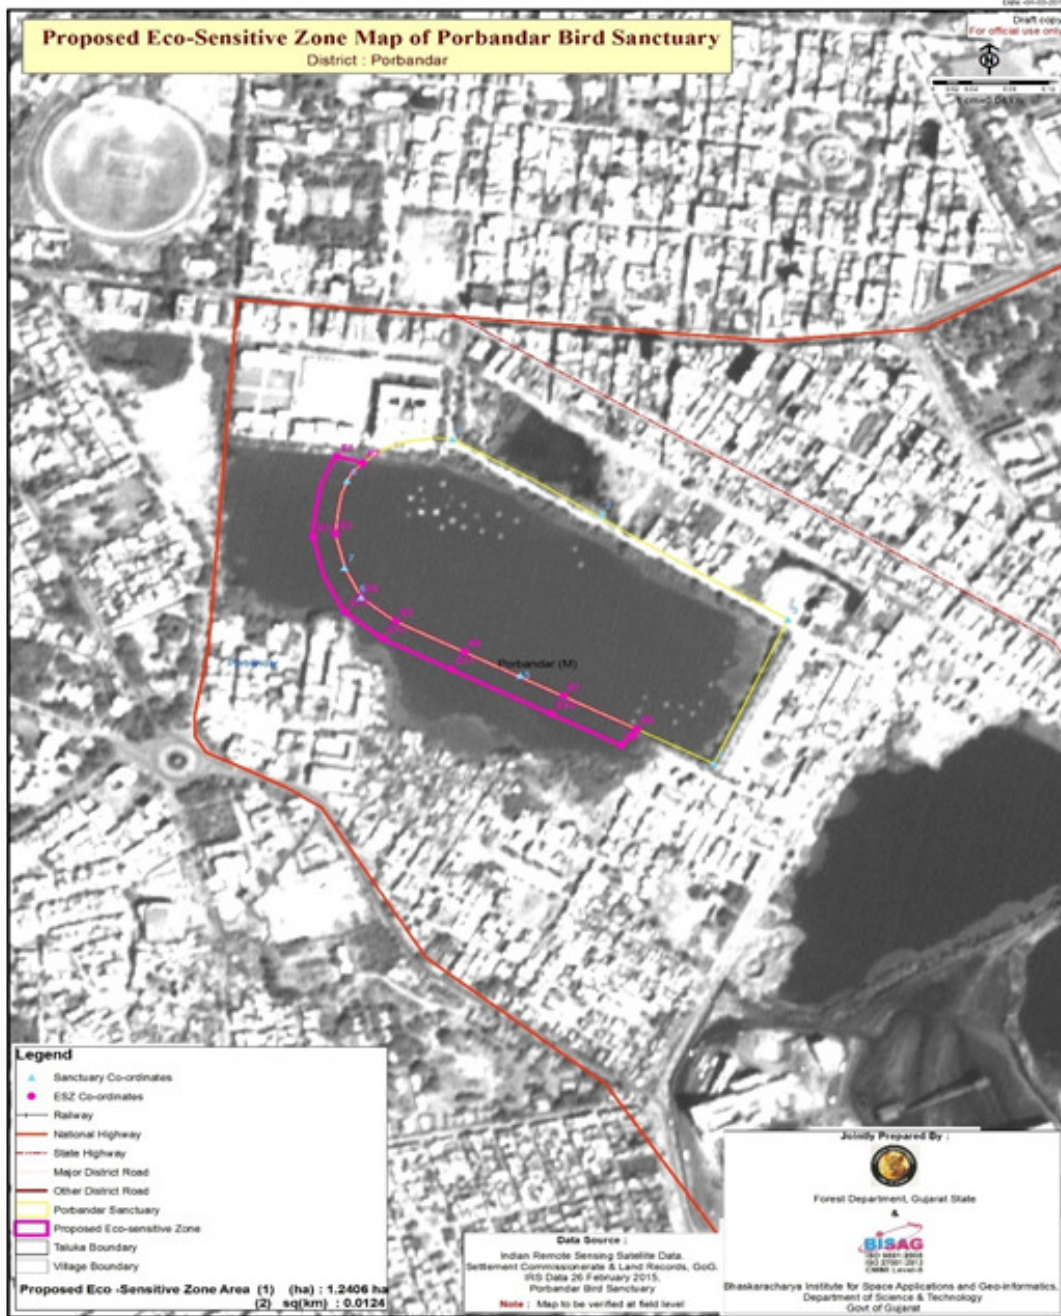 Draft copy
For official use only
Proposed Eco-Sensitive Zone Map of Porbandar Bird Sanctuary
District : Porbandar
N
Porbandar (M)
Legend
Sanctuary Co-ordinates
ESZ Co-ordinates
Railway
National Highway
State Highway
Major District Road
Other District Road
Porbandar Sanctuary
Proposed Eco-sensitive Zone
Taluka Boundary
Village Boundary
Proposed Eco -Sensitive Zone Area (1) (ha) : 1.2406 ha
(2) sq(km) : 0.0124
Data Source :
Indian Remote Sensing Satellite Data.
Settlement Commissionerate & Land Records, GoG.
IRS Data 26 February 2015,
Porbandar Bird Sanctuary
Note : Map to be verified at field level
Jointly Prepared By :
Forest Department, Gujarat State
&
BISAG
Bhaskaracharya Institute for Space Applications and Geo-informatics,
Department of Science & Technology
Govt of Gujarat